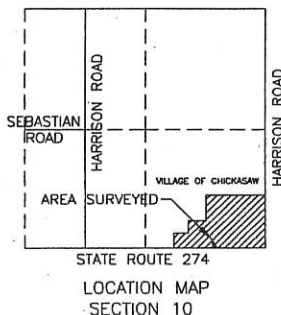 SEBASTIAN
ROAD
HARRISON ROAD
HARRISON ROAD
VILLAGE OF CHICKASAW
AREA SURVEYED
STATE ROUTE 274
LOCATION MAP
SECTION 10